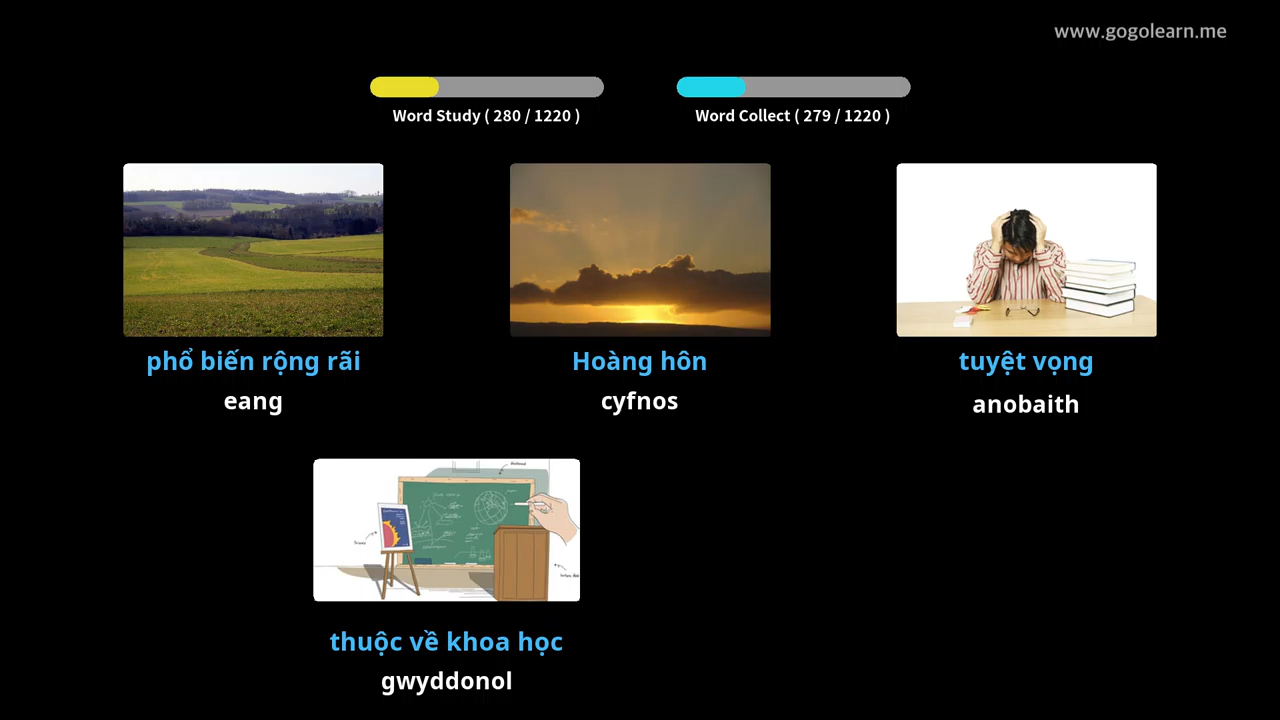 www.gogolearn.me
Word Study ( 280 / 1220 )
Word Collect ( 279 / 1220 )
phổ biến rộng rãi
Hoàng hôn
tuyệt vọng
eang
cyfnos
anobaith
thuộc về khoa học
gwyddonol